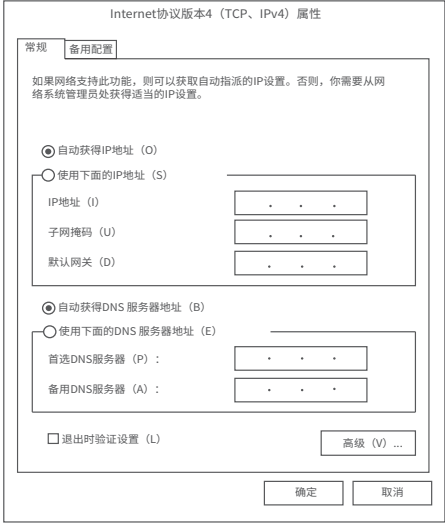 Internet协议版本4（TCP、IPv4）属性
常规
备用配置
如果网络支持此功能，则可以获取自动指派的IP设置。否则，你需要从网
络系统管理员处获得适当的IP设置。
自动获得IP地址（O）
使用下面的IP地址（S）
IP地址（I）
子网掩码（U）
默认网关（D）
自动获得DNS 服务器地址（B）
使用下面的DNS 服务器地址（E）
首选DNS服务器（P）：
备用DNS服务器（A）：
退出时验证设置（L）
高级（V）...
确定
取消